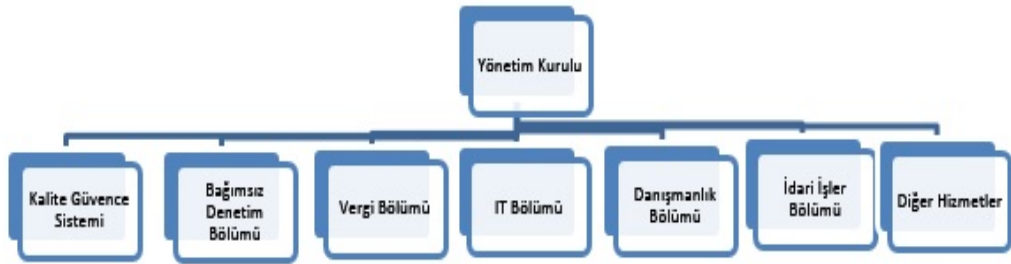 Yönetim Kurulu
Kalite Güvence
Sistemi
Bağımsız
Denetim
Bölümü
Vergi Bölümü
IT Bölümü
Danışmanlık
Bölümü
İdari İşler
Bölümü
Diğer Hizmetler